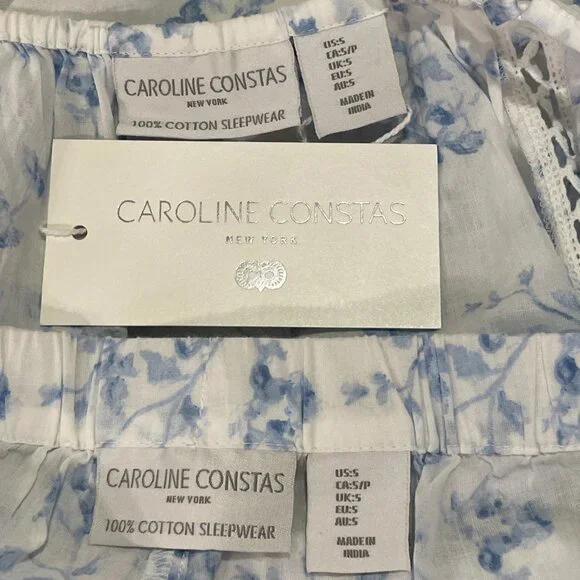 CAROLINE CONSTAS
NEW YORK
100% COTTON SLEEPWEAR
US:S
CA:S/P
UK:S
EU:S
AU:S
MADE IN
INDIA
CAROLINE CONSTAS
NEW YORK
CAROLINE CONSTAS
NEW YORK
100% COTTON SLEEPWEAR
US:S
CA:S/P
UK:S
EU:S
AU:S
MADE IN
INDIA